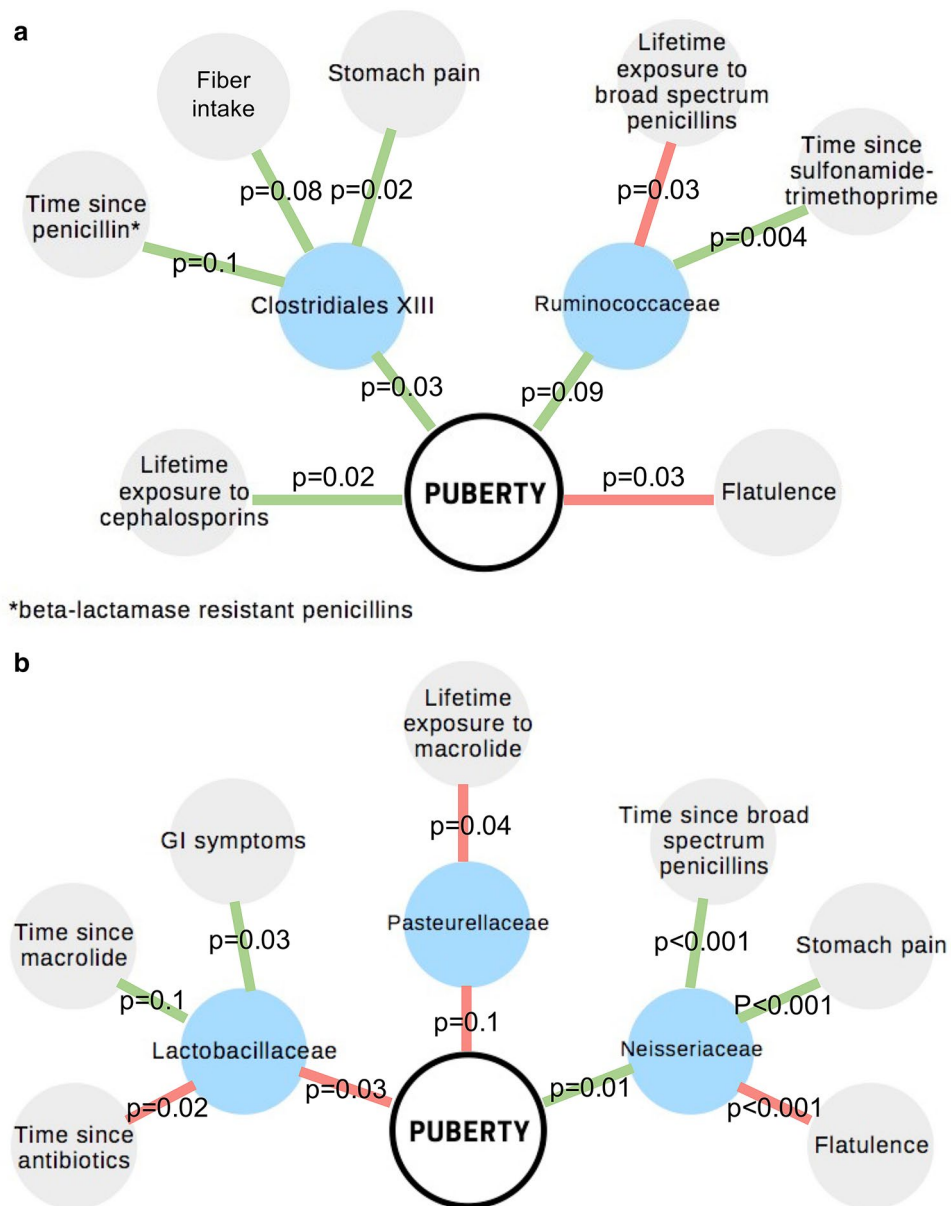 a
Fiber
intake
Stomach pain
Lifetime
exposure to
broad spectrum
penicillins
Time since
sulfonamide-
trimethoprime
Time since
penicillin*
p=0.08
p=0.02
p=0.03
p=0.004
p=0.1
Clostridiales XIII
Ruminococcaceae
p=0.03
p=0.09
Lifetime
exposure to
cephalosporins
p=0.02
PUBERTY
p=0.03
Flatulence
*beta-lactamase resistant penicillins
b
Lifetime
exposure to
macrolide
GI symptoms
p=0.04
Time since broad
spectrum
penicillins
Time since
macrolide
p=0.03
Pasteurellaceae
p<0.001
Stomach pain
p=0.1
P<0.001
Lactobacillaceae
p=0.1
Neisseriaceae
p=0.02
p=0.03
p=0.01
p<0.001
Time since
antibiotics
PUBERTY
Flatulence